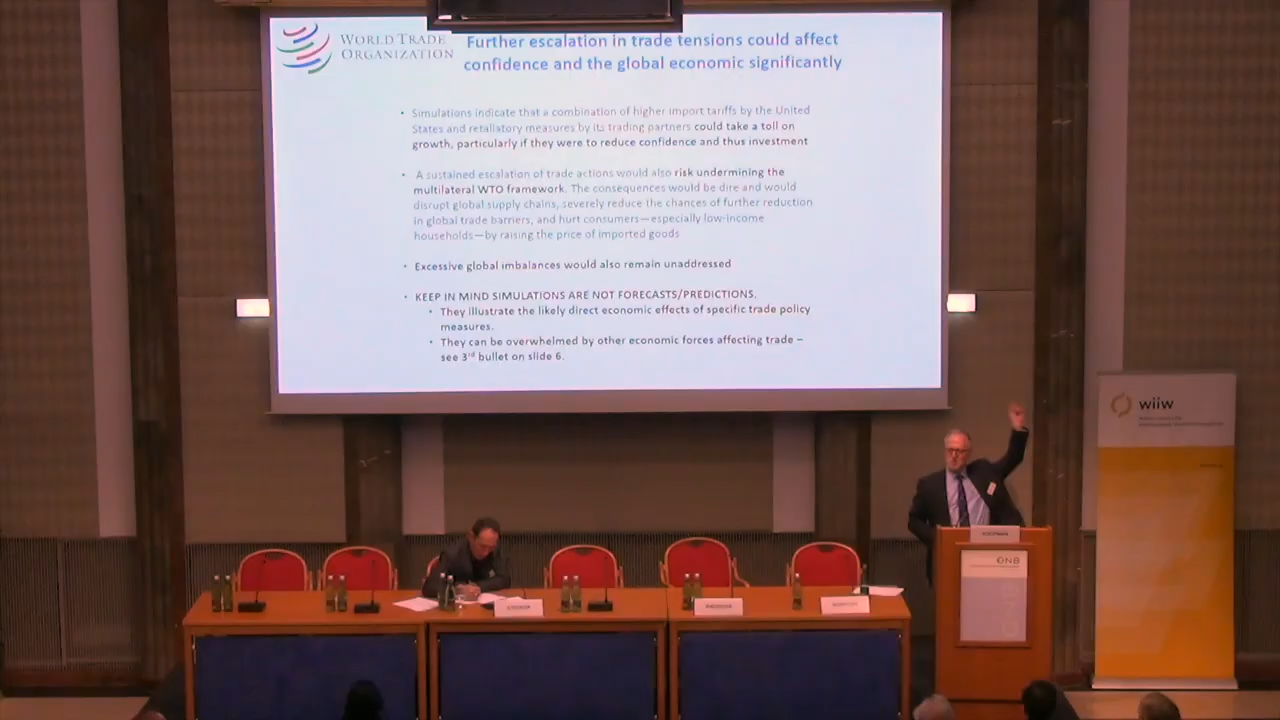 WORLD TRADE
ORGANIZATION
Further escalation in trade tensions could affect
confidence and the global economic significantly
• Simulations indicate that a combination of higher import tariffs by the United
States and retaliatory measures by its trading partners could take a toll on
growth, particularly if they were to reduce confidence and thus investment
• A sustained escalation of trade actions would also risk undermining the
multilateral WTO framework. The consequences would be dire and would
disrupt global supply chains, severely reduce the chances of further reduction
in global trade barriers, and hurt consumers—especially low-income
households—by raising the price of imported goods
• Excessive global imbalances would also remain unaddressed
• KEEP IN MIND SIMULATIONS ARE NOT FORECASTS/PREDICTIONS.
• They illustrate the likely direct economic effects of specific trade policy
measures.
• They can be overwhelmed by other economic forces affecting trade –
see 3rd bullet on slide 6.
wiiw
KOOPMAN
ONB